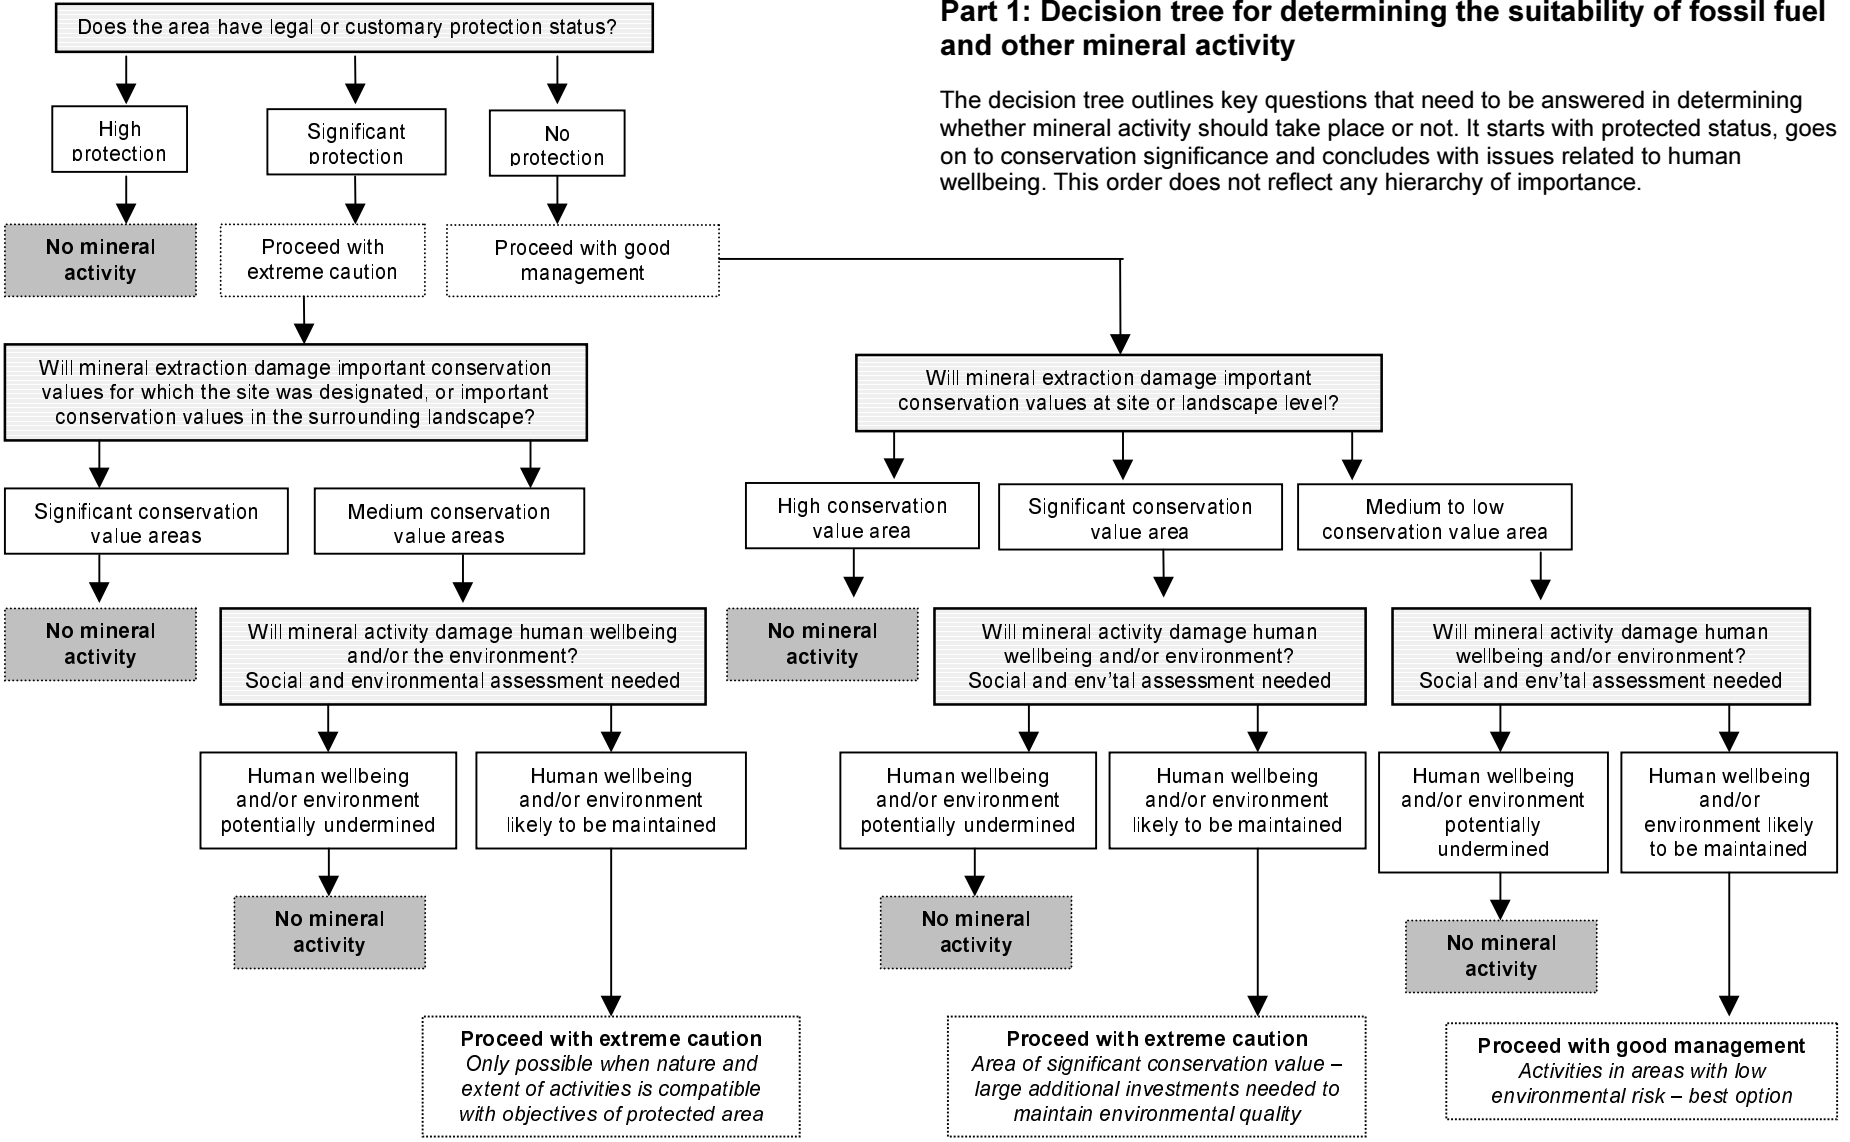 Part 1: Decision tree for determining the suitability of fossil fuel
and other mineral activity
The decision tree outlines key questions that need to be answered in determining
whether mineral activity should take place or not. It starts with protected status, goes
on to conservation significance and concludes with issues related to human
wellbeing. This order does not reflect any hierarchy of importance.
Does the area have legal or customary protection status?
High
protection
Significant
protection
No
protection
No mineral
activity
Proceed with
extreme caution
Proceed with good
management
Will mineral extraction damage important conservation
values for which the site was designated, or important
conservation values in the surrounding landscape?
Will mineral extraction damage important
conservation values at site or landscape level?
Significant conservation
value areas
Medium conservation
value areas
High conservation
value area
Significant conservation
value area
Medium to low
conservation value area
No mineral
activity
Will mineral activity damage human wellbeing
and/or the environment?
Social and environmental assessment needed
No mineral
activity
Will mineral activity damage human
wellbeing and/or environment?
Social and env'tal assessment needed
Will mineral activity damage human
wellbeing and/or environment?
Social and env'tal assessment needed
Human wellbeing
and/or environment
potentially undermined
Human wellbeing
and/or environment
likely to be maintained
Human wellbeing
and/or environment
potentially undermined
Human wellbeing
and/or environment
likely to be maintained
Human wellbeing
and/or environment
potentially
undermined
Human wellbeing
and/or
environment likely
to be maintained
No mineral
activity
No mineral
activity
No mineral
activity
Proceed with extreme caution
Only possible when nature and
extent of activities is compatible
with objectives of protected area
Proceed with extreme caution
Area of significant conservation value –
large additional investments needed to
maintain environmental quality
Proceed with good management
Activities in areas with low
environmental risk – best option